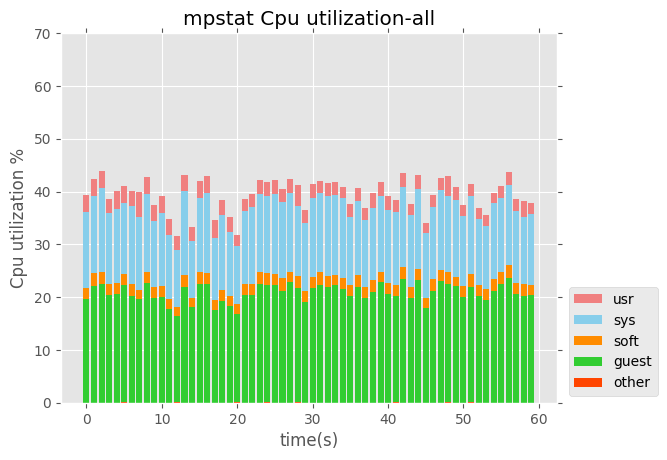 mpstat Cpu utilization-all
Cpu utilization %
70
60
50
40
30
20
10
0
0 10 20 30 40 50 60
time(s)
usr
sys
soft
guest
other